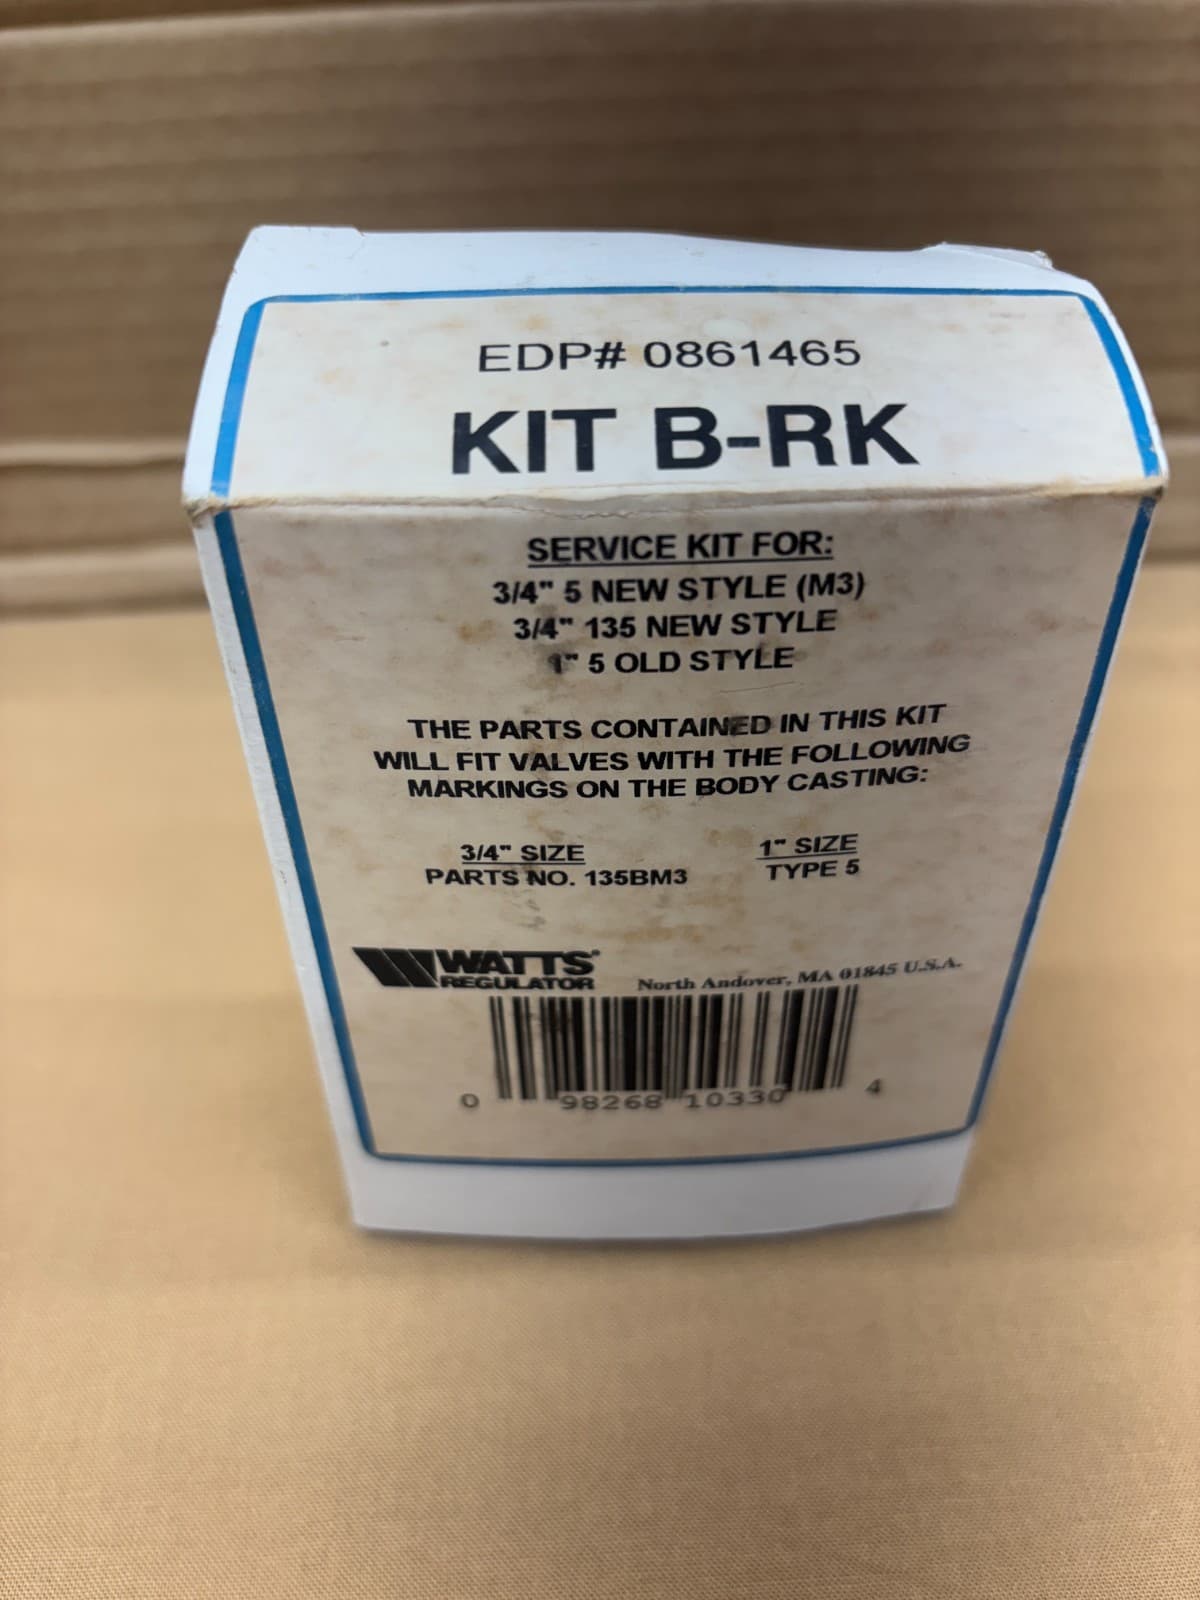 EDP# 0861465
KIT B-RK
SERVICE KIT FOR:
3/4" 5 NEW STYLE (M3)
3/4" 135 NEW STYLE
1" 5 OLD STYLE
THE PARTS CONTAINED IN THIS KIT
WILL FIT VALVES WITH THE FOLLOWING
MARKINGS ON THE BODY CASTING:
3/4" SIZE 1" SIZE
PARTS NO. 135BM3 TYPE 5
WATTS®
REGULATOR North Andover, MA 01845 U.S.A.
0 98268 10330 4